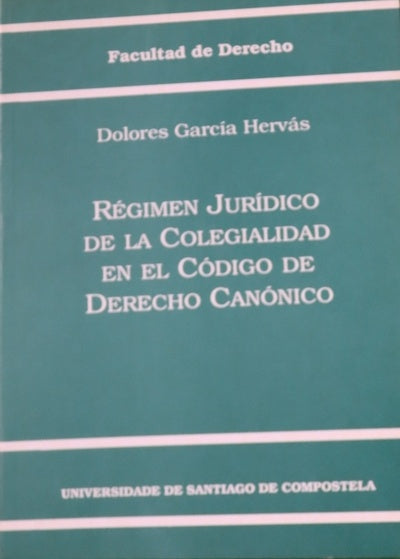 Facultad de Derecho
Dolores García Hervás
RÉGIMEN JURÍDICO
DE LA COLEGIALIDAD
EN EL CÓDIGO DE
DERECHO CANÓNICO
UNIVERSIDADE DE SANTIAGO DE COMPOSTELA